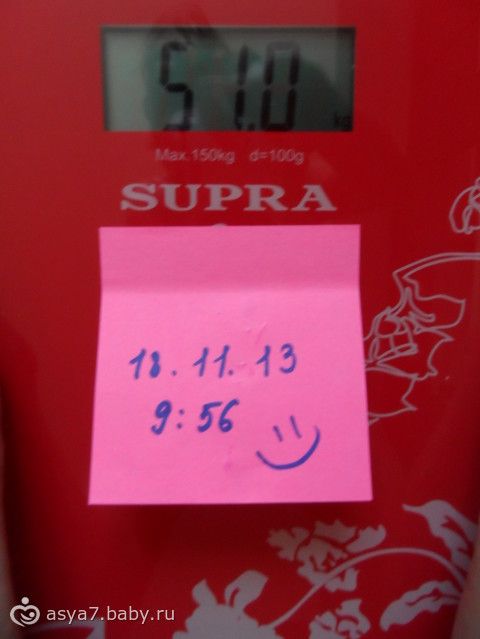 51.0
kg
Max.150kg d=100g
SUPRA
18.11.13
9:56
asya7.baby.ru